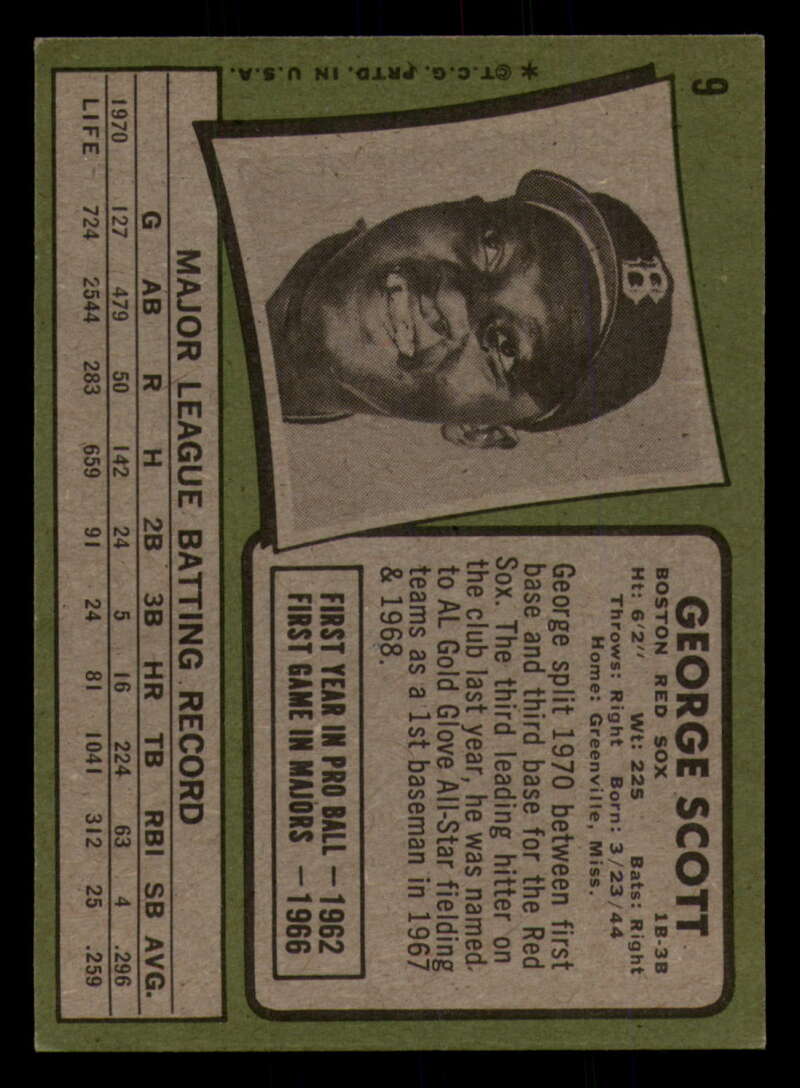 9
GEORGE SCOTT
BOSTON RED SOX 1B-3B
Ht: 6'2" Wt: 225 Bats: Right
Throws: Right Born: 3/23/44
Home: Greenville, Miss.
George split 1970 between first
base and third base for the Red
Sox. The third leading hitter on
the club last year, he was named
to AL Gold Glove All-Star fielding
teams as a 1st baseman in 1967
& 1968.
FIRST YEAR IN PRO BALL — 1962
FIRST GAME IN MAJORS — 1966
B
MAJOR LEAGUE BATTING RECORD
G AB R H 2B 3B HR TB RBI SB AVG.
1970 127 479 50 142 24 5 16 224 63 4 .296
LIFE 724 2544 283 659 91 24 81 1041 312 25 .259
* © T.C.G. PRTD. IN U.S.A.